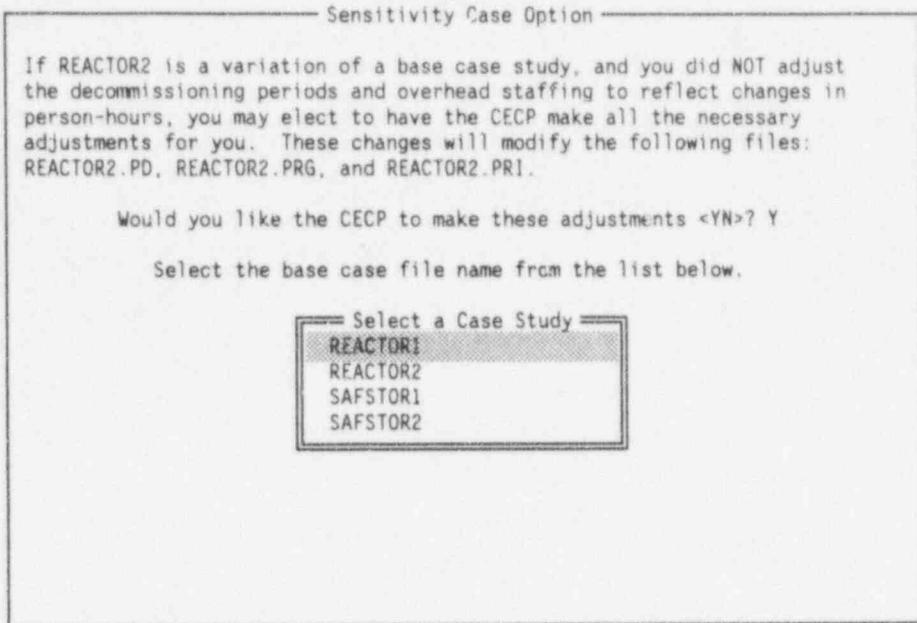 Sensitivity Case Option
If REACTOR2 is a variation of a base case study, and you did NOT adjust
the decommissioning periods and overhead staffing to reflect changes in
person-hours, you may elect to have the CECP make all the necessary
adjustments for you. These changes will modify the following files:
REACTOR2.PD, REACTOR2.PRG, and REACTOR2.PRI.
Would you like the CECP to make these adjustments <YN>? Y
Select the base case file name from the list below.
Select a Case Study
REACTOR1
REACTOR2
SAFSTOR1
SAFSTOR2